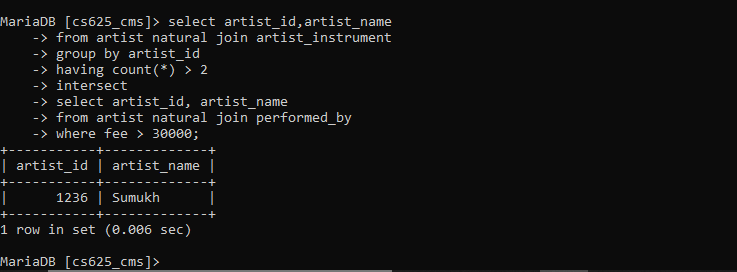 MariaDB [cs625_cms]> select artist_id,artist_name
    -> from artist natural join artist_instrument
    -> group by artist_id
    -> having count(*) > 2
    -> intersect
    -> select artist_id, artist_name
    -> from artist natural join performed_by
    -> where fee > 30000;
+-----------+-------------+
| artist_id | artist_name |
+-----------+-------------+
|      1236 | Sumukh      |
+-----------+-------------+
1 row in set (0.006 sec)
MariaDB [cs625_cms]>